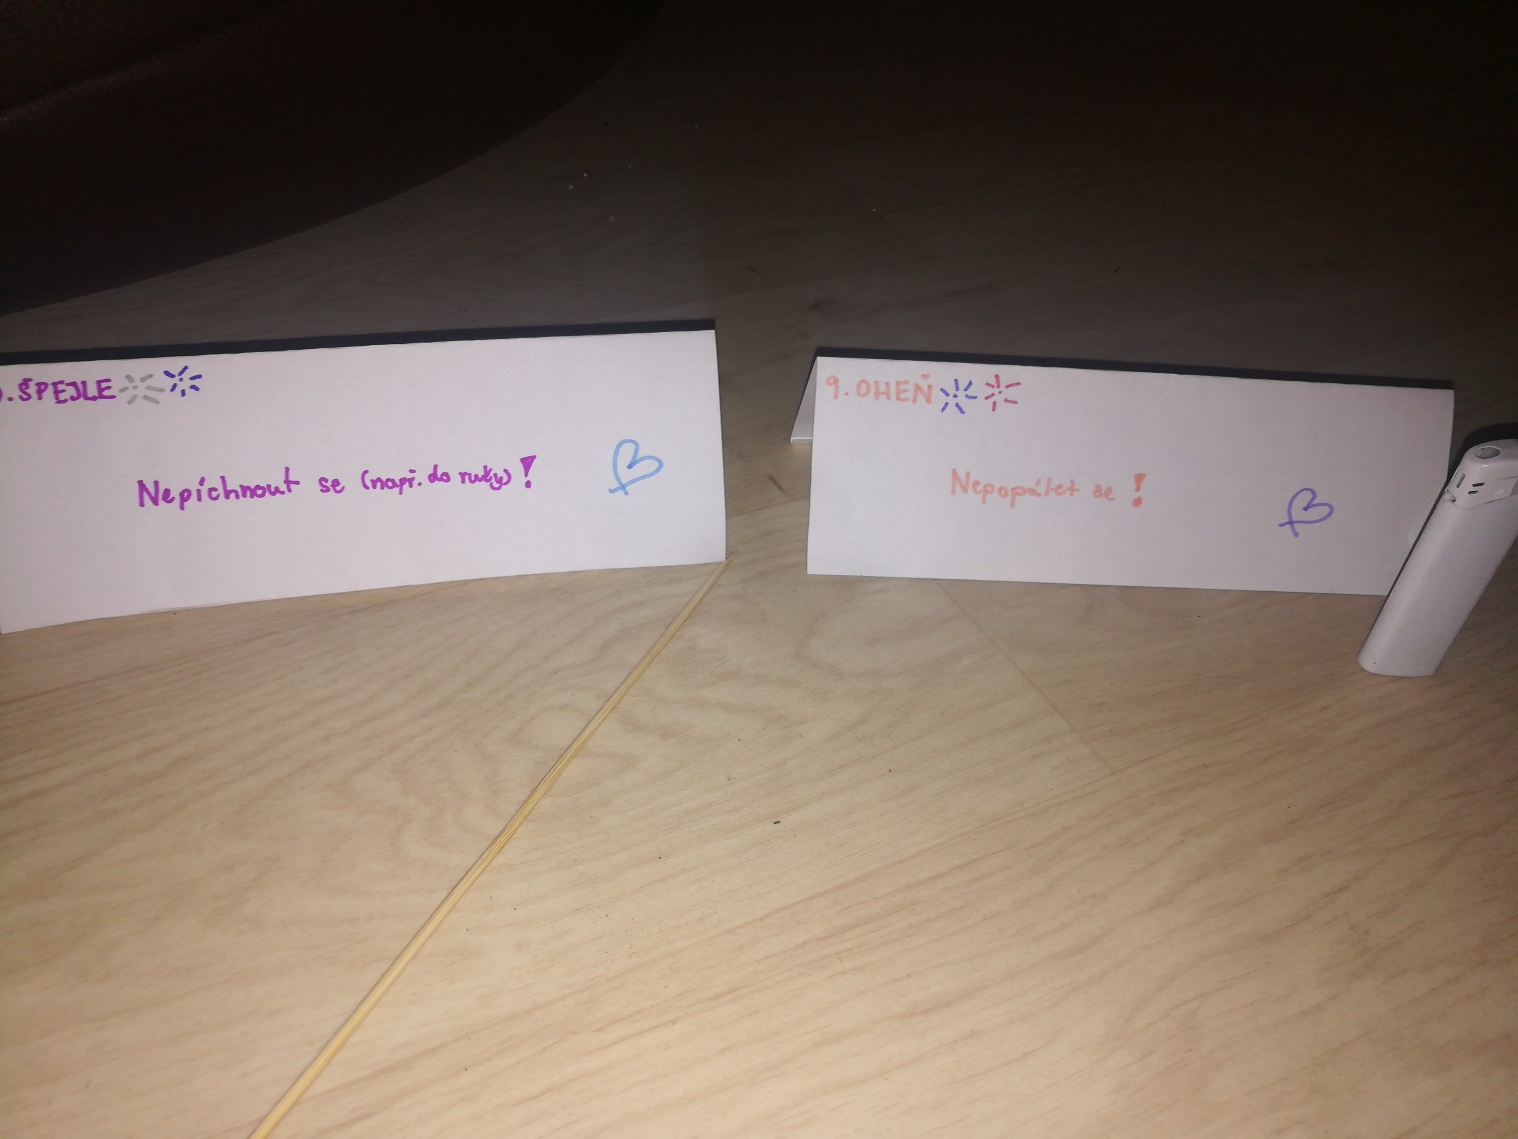 . ŠPEJLE
Nepíchnout se (např. do ruky)!
9. OHEŇ
Nepopálet se!